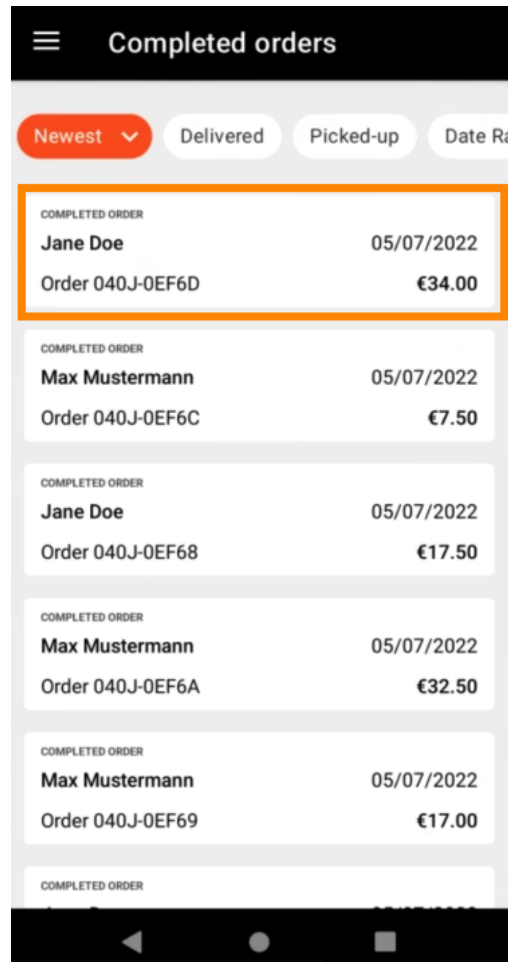 Completed orders
Newest Delivered Picked-up Date Ra
COMPLETED ORDER
Jane Doe 05/07/2022
Order 040J-0EF6D €34.00
COMPLETED ORDER
Max Mustermann 05/07/2022
Order 040J-0EF6C €7.50
COMPLETED ORDER
Jane Doe 05/07/2022
Order 040J-0EF68 €17.50
COMPLETED ORDER
Max Mustermann 05/07/2022
Order 040J-0EF6A €32.50
COMPLETED ORDER
Max Mustermann 05/07/2022
Order 040J-0EF69 €17.00
COMPLETED ORDER